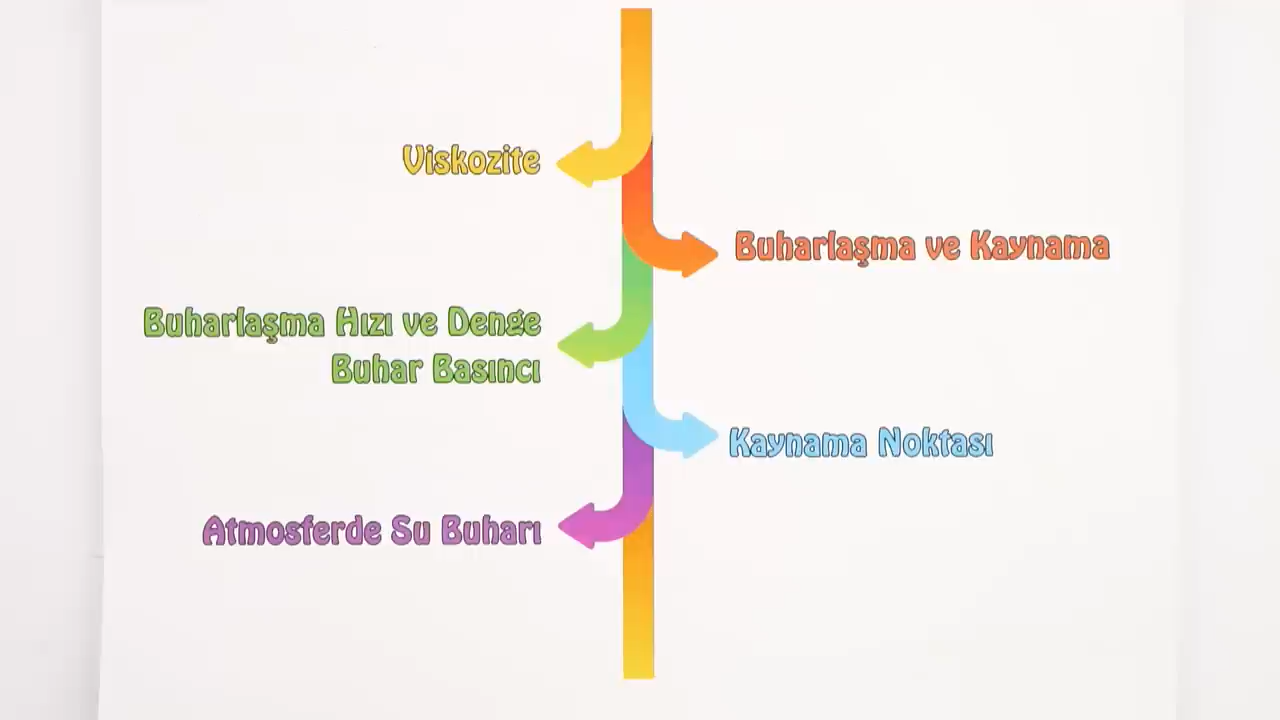 Viskozite
Buharlaşma ve Kaynama
Buharlaşma Hızı ve Denge
Buhar Basıncı
Kaynama Noktası
Atmosferde Su Buharı